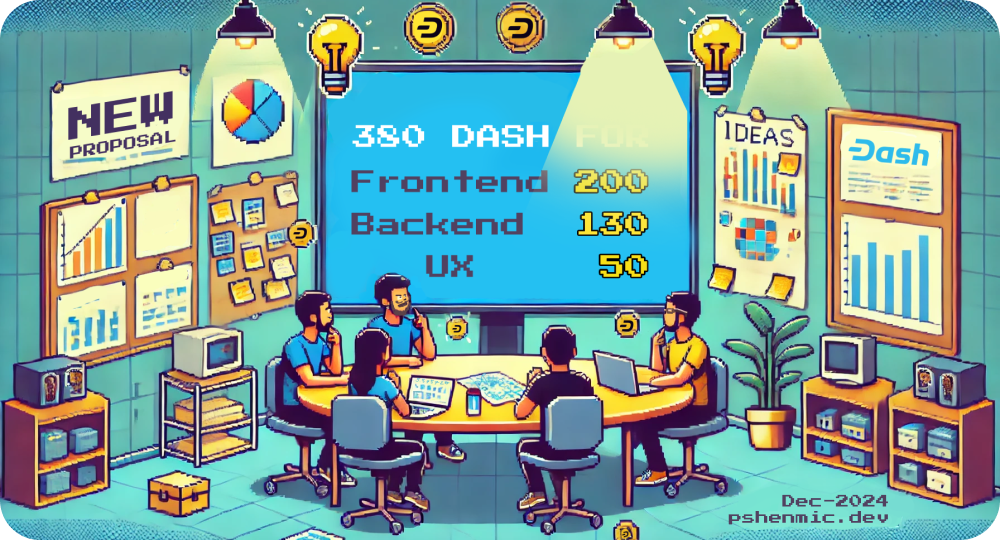 NEW
PROPOSAL
380 DASH FOR
Frontend 200
Backend 130
UX 50
IDEAS
Dash
Dec-2024
pshenmic.dev